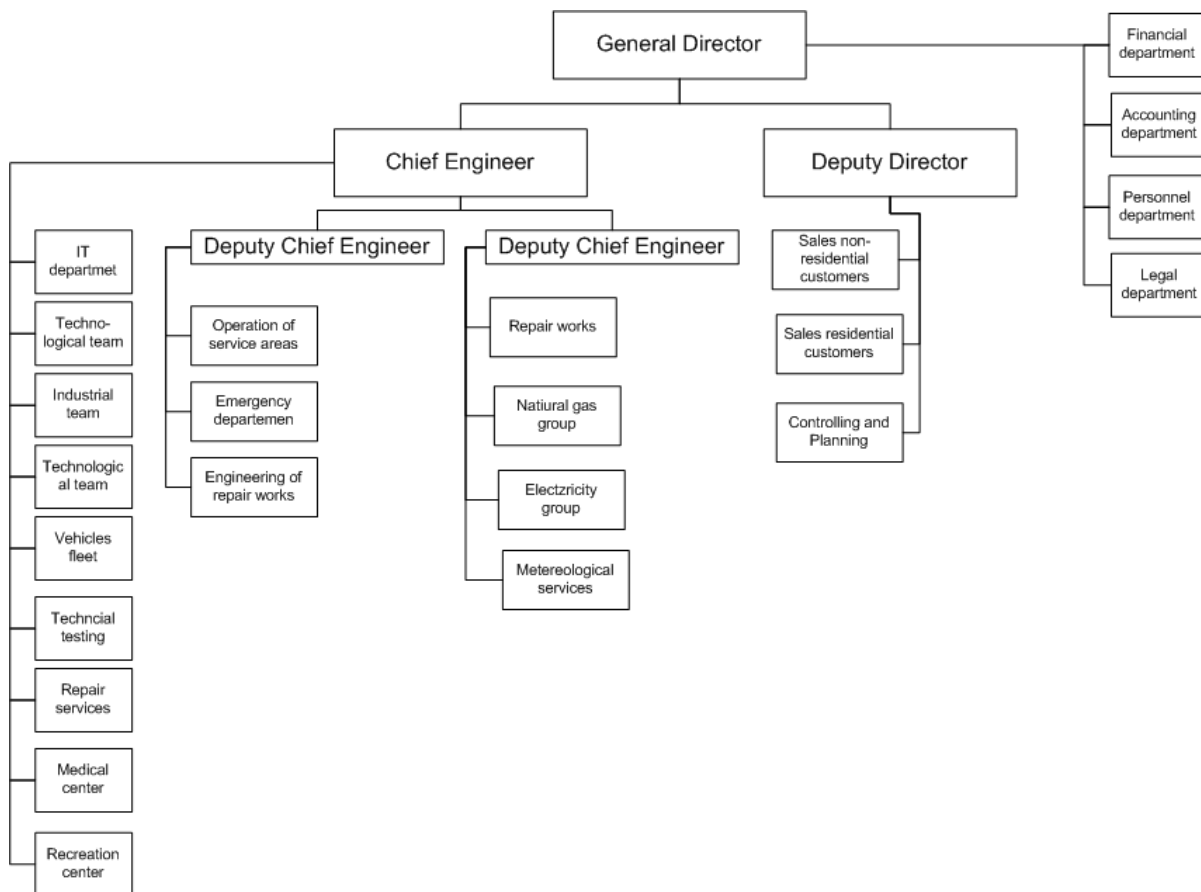 General Director
Financial
department
Accounting
department
Personnel
department
Legal
department
Chief Engineer
Deputy Director
Deputy Chief Engineer
Deputy Chief Engineer
IT
departmet
Techno-
logical team
Industrial
team
Technologic
al team
Vehicles
fleet
Techncial
testing
Repair
services
Medical
center
Recreation
center
Operation of
service areas
Emergency
departemen
Engineering of
repair works
Repair works
Natiural gas
group
Electzricity
group
Metereological
services
Sales non-
residential
customers
Sales residential
customers
Controlling and
Planning